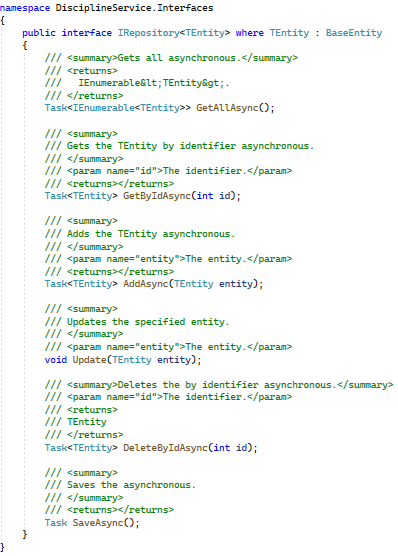 namespace DisciplineService.Interfaces
{
    public interface IRepository<TEntity> where TEntity : BaseEntity
    {
        /// <summary>Gets all asynchronous.</summary>
        /// <returns>
        ///   IEnumerable&lt;TEntity&gt;.
        /// </returns>
        Task<IEnumerable<TEntity>> GetAllAsync();

        /// <summary>
        /// Gets the TEntity by identifier asynchronous.
        /// </summary>
        /// <param name="id">The identifier.</param>
        /// <returns></returns>
        Task<TEntity> GetByIdAsync(int id);

        /// <summary>
        /// Adds the TEntity asynchronous.
        /// </summary>
        /// <param name="entity">The entity.</param>
        /// <returns></returns>
        Task<TEntity> AddAsync(TEntity entity);

        /// <summary>
        /// Updates the specified entity.
        /// </summary>
        /// <param name="entity">The entity.</param>
        void Update(TEntity entity);

        /// <summary>Deletes the by identifier asynchronous.</summary>
        /// <param name="id">The identifier.</param>
        /// <returns>
        /// TEntity
        /// </returns>
        Task<TEntity> DeleteByIdAsync(int id);

        /// <summary>
        /// Saves the asynchronous.
        /// </summary>
        /// <returns></returns>
        Task SaveAsync();
    }
}